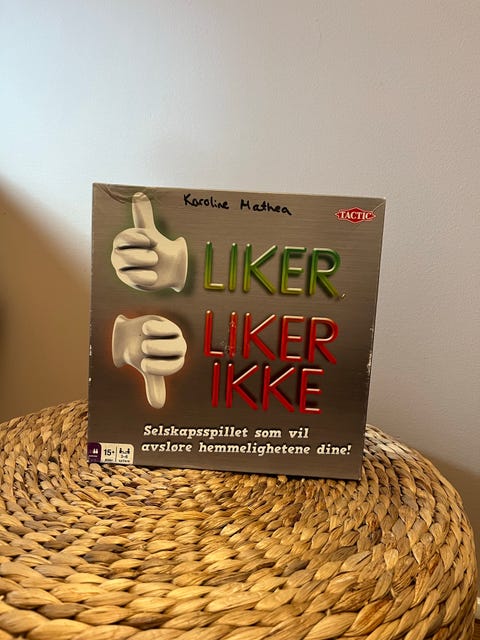 Karoline Mathea
TACTIC
LIKER
LIKER
IKKE
Selskapsspillet som vil
avsløre hemmelighetene dine!
15+